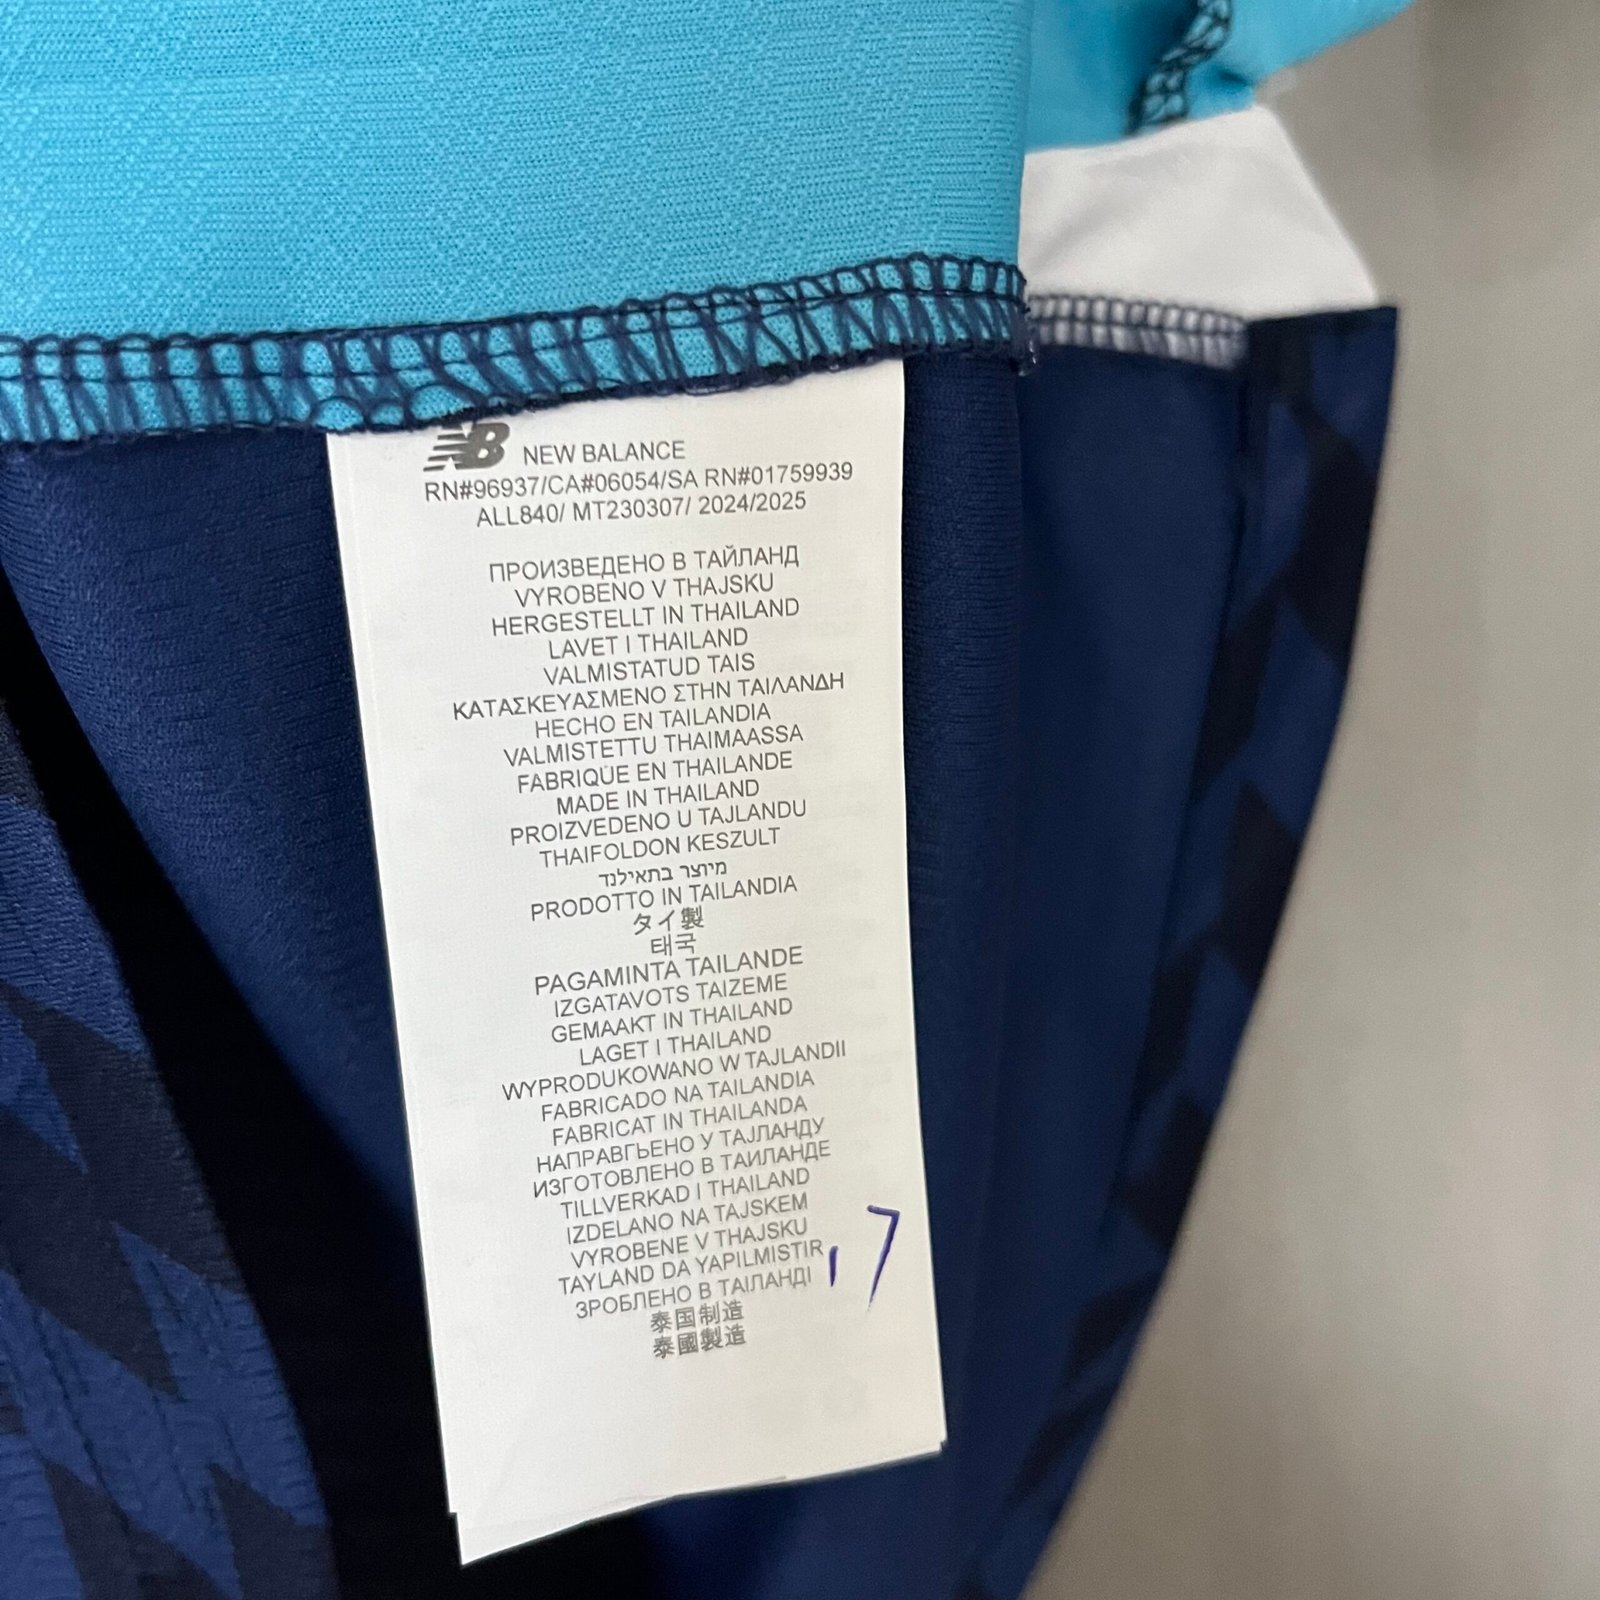 NB NEW BALANCE
RN#96937/CA#06054/SA RN#01759939
ALL840/ MT230307/ 2024/2025
ПРОИЗВЕДЕНО В ТАЙЛАНД
VYROBENO V THAJSKU
HERGESTELLT IN THAILAND
LAVET I THAILAND
VALMISTATUD TAIS
ΚΑΤΑΣΚΕΥΑΣΜΕΝΟ ΣΤΗΝ ΤΑΙΛΑΝΔΗ
HECHO EN TAILANDIA
VALMISTETTU THAIMAASSA
FABRIQUE EN THAILANDE
MADE IN THAILAND
PROIZVEDENO U TAJLANDU
THAIFOLDON KESZULT
מיוצר בתאילנד
PRODOTTO IN TAILANDIA
タイ製
태국
PAGAMINTA TAILANDE
IZGATAVOTS TAIZEME
GEMAAKT IN THAILAND
LAGET I THAILAND
WYPRODUKOWANO W TAJLANDII
FABRICADO NA TAILANDIA
FABRICAT IN THAILANDA
НАПРАВГЬЕНО У ТАЈЛАНДУ
ИЗГОТОВЛЕНО В ТАИЛАНДЕ
TILLVERKAD I THAILAND
IZDELANO NA TAJSKEM
VYROBENE V THAJSKU
TAYLAND DA YAPILMISTIR
ЗРОБЛЕНО В ТАІЛАНДІ
泰国制造
泰國製造
17